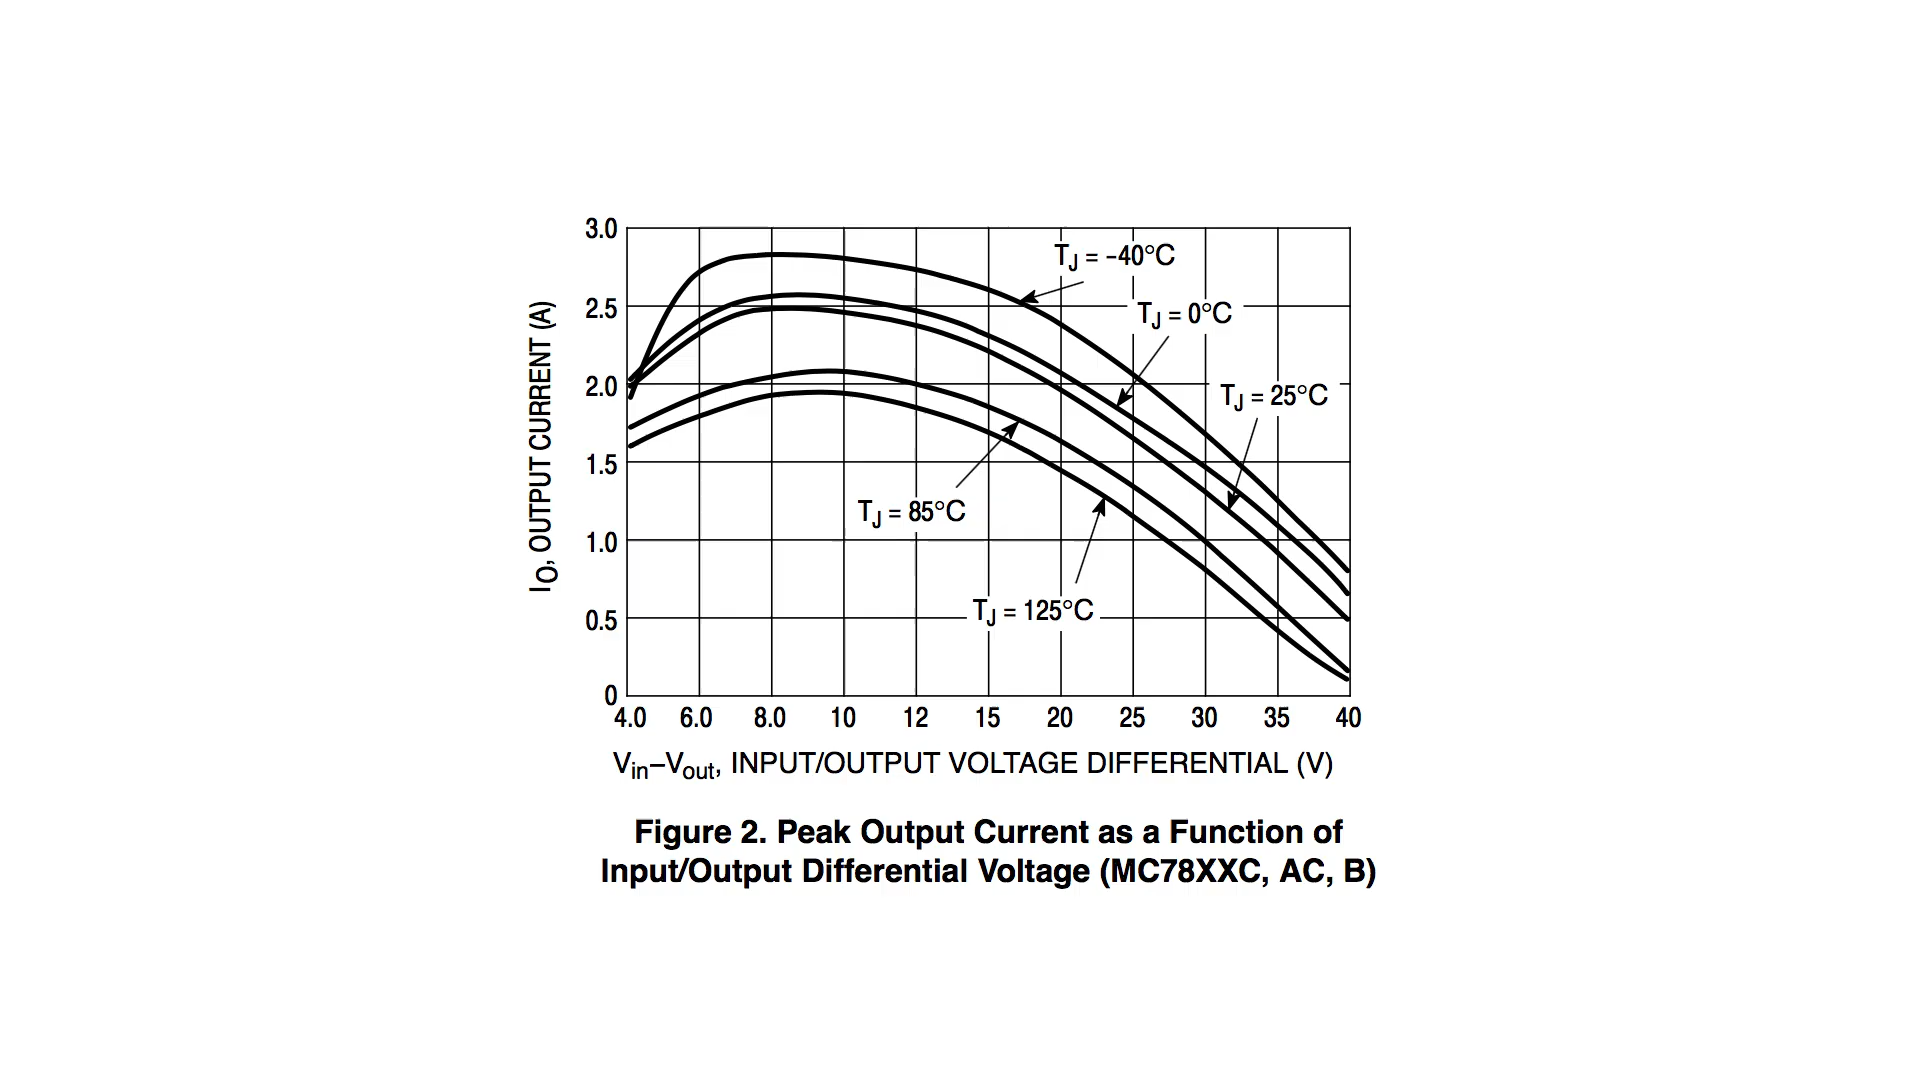 3.0
2.5
2.0
1.5
1.0
0.5
0
IO, OUTPUT CURRENT (A)
TJ = -40°C
TJ = 0°C
TJ = 25°C
TJ = 85°C
TJ = 125°C
4.0 6.0 8.0 10 12 15 20 25 30 35 40
Vin–Vout, INPUT/OUTPUT VOLTAGE DIFFERENTIAL (V)
Figure 2. Peak Output Current as a Function of
Input/Output Differential Voltage (MC78XXC, AC, B)